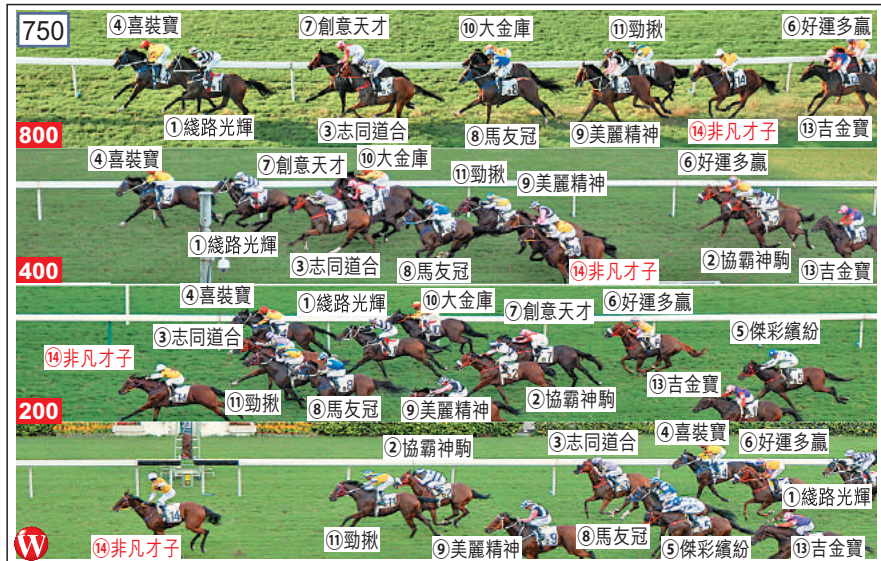 750
④喜裝寶 ⑦創意天才 ⑩大金庫 ⑪勁揪 ⑥好運多贏
①綫路光輝 ③志同道合 ⑧馬友冠 ⑨美麗精神 ⑭非凡才子 ⑬吉金寶
800
④喜裝寶 ⑦創意天才 ⑩大金庫 ⑪勁揪 ⑨美麗精神 ⑥好運多贏
①綫路光輝 ③志同道合 ⑧馬友冠 ⑭非凡才子 ②協霸神駒 ⑬吉金寶
400
④喜裝寶 ①綫路光輝 ⑩大金庫 ⑦創意天才 ⑥好運多贏
⑭非凡才子 ③志同道合 ⑤傑彩繽紛
⑪勁揪 ⑧馬友冠 ⑨美麗精神 ②協霸神駒 ⑬吉金寶
200
②協霸神駒 ③志同道合 ④喜裝寶 ⑥好運多贏
①綫路光輝
⑭非凡才子 ⑪勁揪 ⑨美麗精神 ⑧馬友冠 ⑤傑彩繽紛 ⑬吉金寶
W